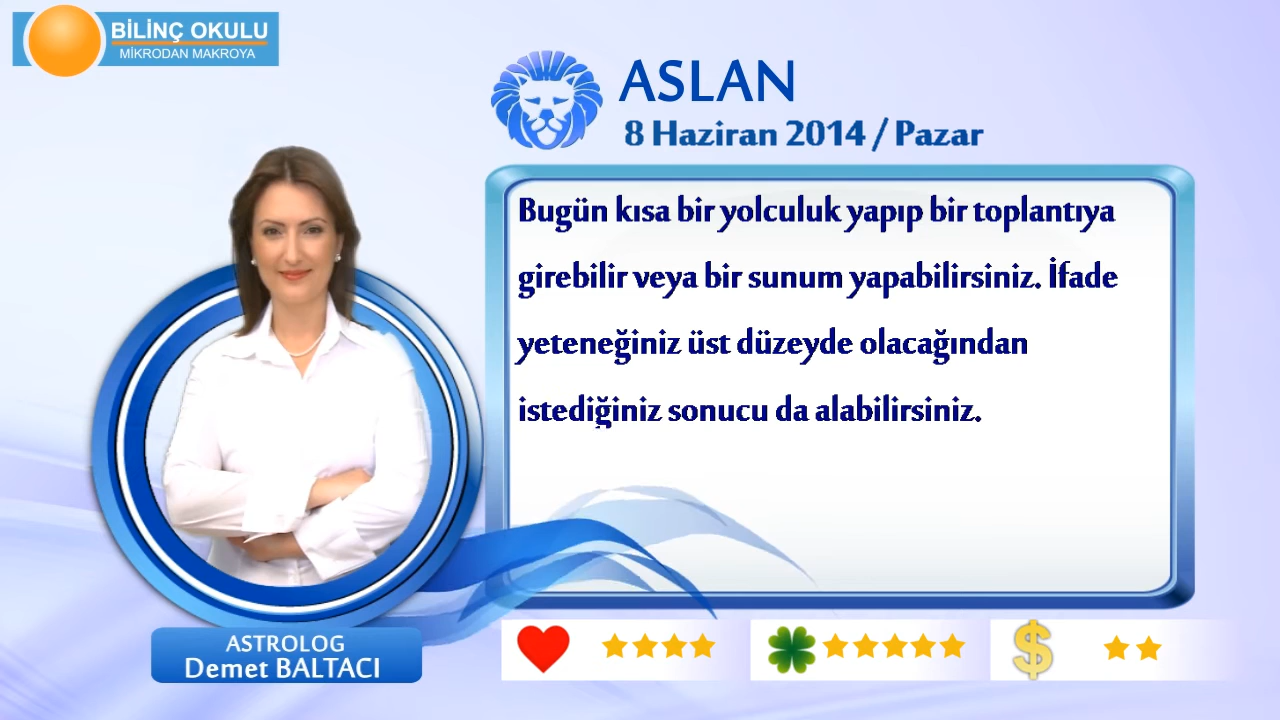 BİLİNÇ OKULU
MİKRODAN MAKROYA
ASLAN
8 Haziran 2014 / Pazar
Bugün kısa bir yolculuk yapıp bir toplantıya
girebilir veya bir sunum yapabilirsiniz. İfade
yeteneğiniz üst düzeyde olacağından
istediğiniz sonucu da alabilirsiniz.
ASTROLOG
Demet BALTACI
$